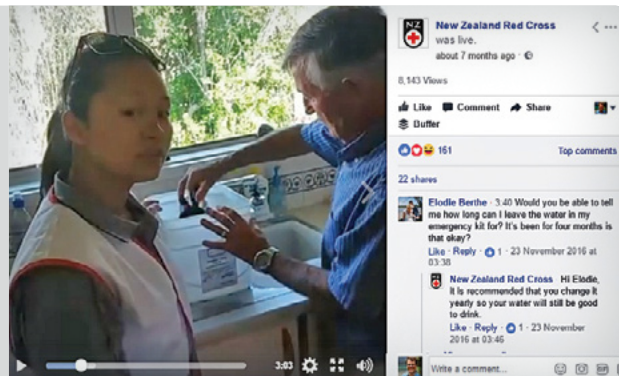 NZ
New Zealand Red Cross
was live.
about 7 months ago ·
8,143 Views
Like Comment Share
Buffer
161 Top comments
22 shares
Elodie Berthe · 3:40 Would you be able to tell
me how long can I leave the water in my
emergency kit for? It's been for four months is
that okay?
Like · Reply · 1 · 23 November 2016 at
03:38
New Zealand Red Cross Hi Elodie,
It is recommended that you change it
yearly so your water will still be good
to drink.
Like · Reply · 1 · 23 November
2016 at 03:46
3:03
Write a comment...